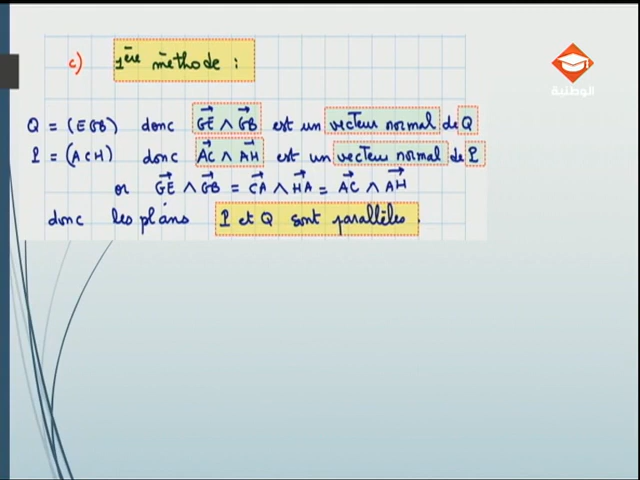 c) 1ère méthode :
Q = (EGB) donc GE⃗ ∧ GB⃗ est un vecteur normal de Q
P = (ACH) donc AC⃗ ∧ AH⃗ est un vecteur normal de P
or GE⃗ ∧ GB⃗ = CA⃗ ∧ HA⃗ = AC⃗ ∧ AH⃗
donc les plans P et Q sont parallèles.
الوطنية